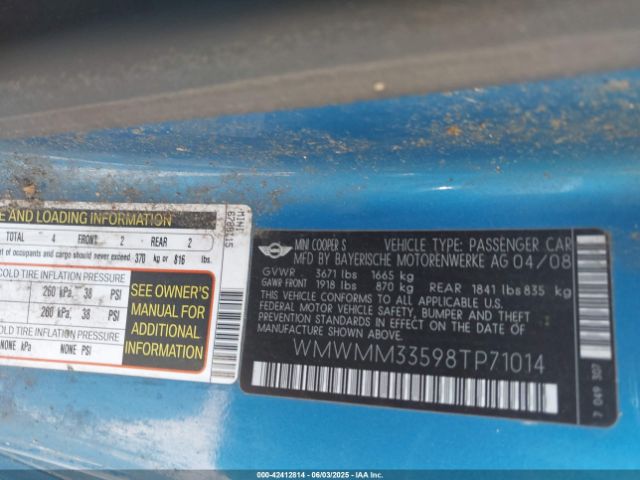 E AND LOADING INFORMATION
TOTAL 4 FRONT 2 REAR 2
t of occupants and cargo should never exceed 370 kg or 816 lbs.
COLD TIRE INFLATION PRESSURE
260 kPa, 38 PSI
260 kPa, 38 PSI
COLD TIRE INFLATION PRESSURE
NONE kPa NONE PSI
SEE OWNER'S
MANUAL FOR
ADDITIONAL
INFORMATION
MINI
MINI COOPER S VEHICLE TYPE: PASSENGER CAR
MFD BY BAYERISCHE MOTORENWERKE AG 04/08
GVWR 3671 lbs 1665 kg
GAWR FRONT 1918 lbs 870 kg REAR 1841 lbs 835 kg
THIS VEHICLE CONFORMS TO ALL APPLICABLE U.S.
FEDERAL MOTOR VEHICLE SAFETY, BUMPER AND THEFT
PREVENTION STANDARDS IN EFFECT ON THE DATE OF
MANUFACTURE SHOWN ABOVE.
WMWMM33598TP71014
7 049 307
000-42412814 - 06/03/2025 - IAA Inc.